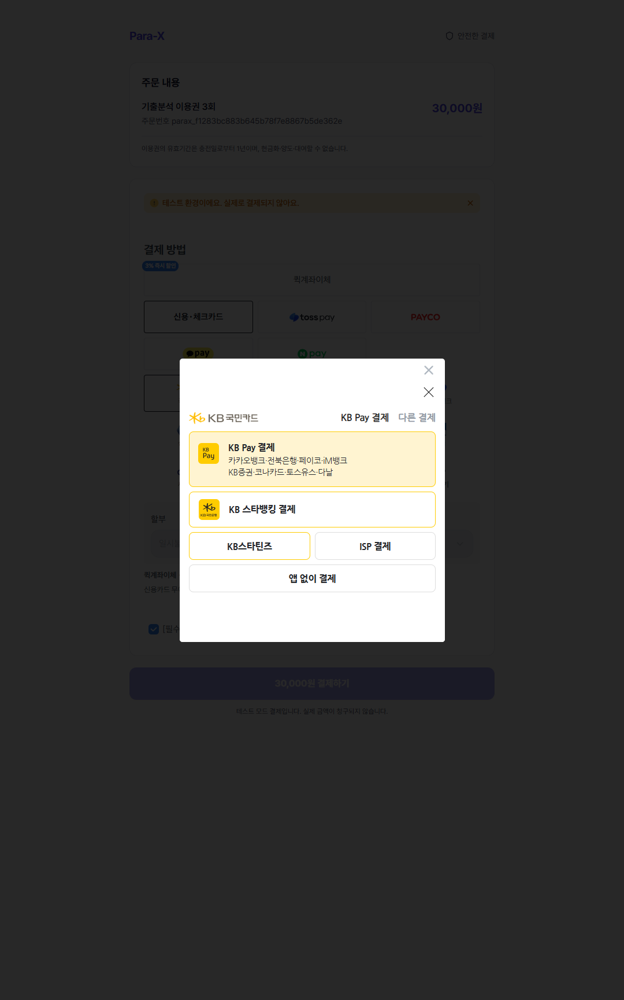 Para-X
안전한 결제
주문 내용
기출분석 이용권 3회
30,000원
주문번호 parax_f1283bc883b645b78f7e8867b5de362e
이용권의 유효기간은 충전일로부터 1년이며, 현금화·양도·대여할 수 없습니다.
테스트 환경이에요. 실제로 결제되지 않아요.
결제 방법
3% 즉시 할인
퀵계좌이체
신용·체크카드
toss pay
PAYCO
pay
N pay
KB 국민카드
KB Pay 결제 다른 결제
KB Pay
KB Pay 결제
카카오뱅크·전북은행·페이코·iM뱅크
KB증권·코나카드·토스유스·다날
KB 국민은행
KB 스타뱅킹 결제
KB스타틴즈
ISP 결제
앱 없이 결제
할부
퀵계좌이체
신용카드 무
[필수
30,000원 결제하기
테스트 모드 결제입니다. 실제 금액이 청구되지 않습니다.